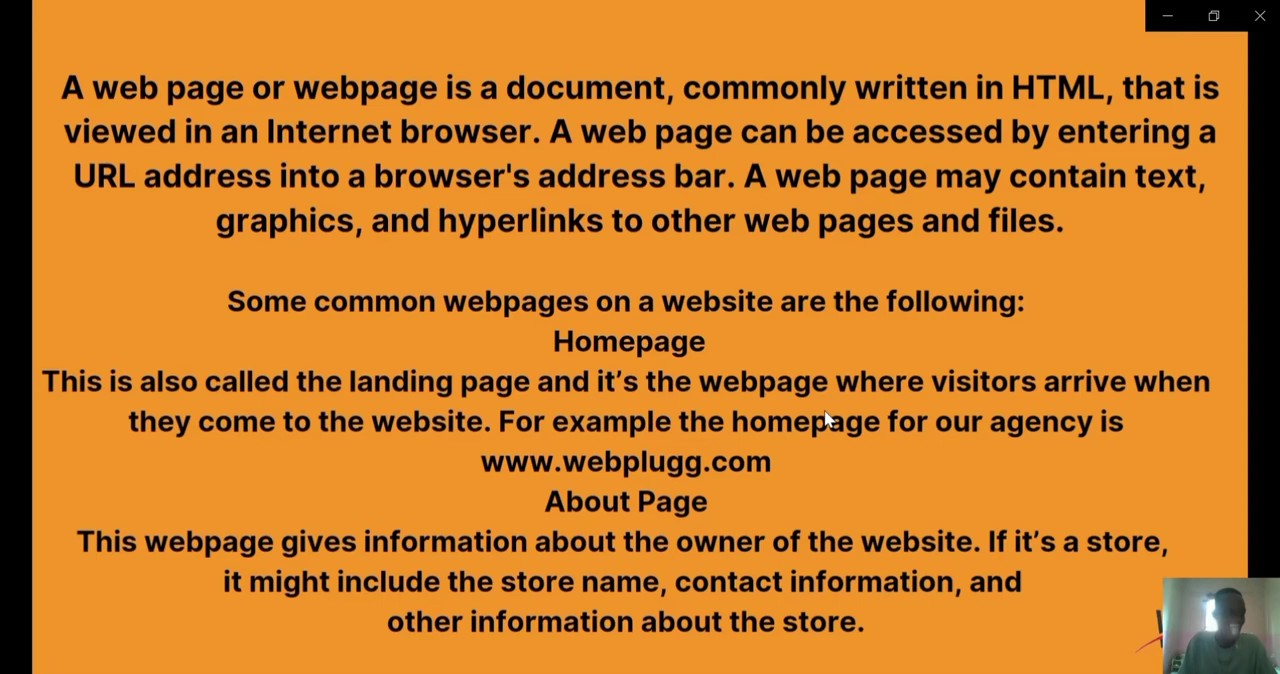 A web page or webpage is a document, commonly written in HTML, that is
viewed in an Internet browser. A web page can be accessed by entering a
URL address into a browser's address bar. A web page may contain text,
graphics, and hyperlinks to other web pages and files.
Some common webpages on a website are the following:
Homepage
This is also called the landing page and it’s the webpage where visitors arrive when
they come to the website. For example the homepage for our agency is
www.webplugg.com
About Page
This webpage gives information about the owner of the website. If it’s a store,
it might include the store name, contact information, and
other information about the store.